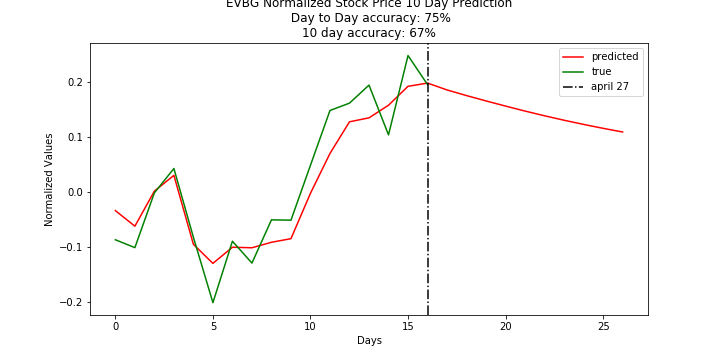 EVBG Normalized Stock Price 10 Day Prediction
Day to Day accuracy: 75%
10 day accuracy: 67%
predicted
true
april 27
0.2
0.1
0.0
−0.1
−0.2
Normalized Values
0
5
10
15
20
25
Days